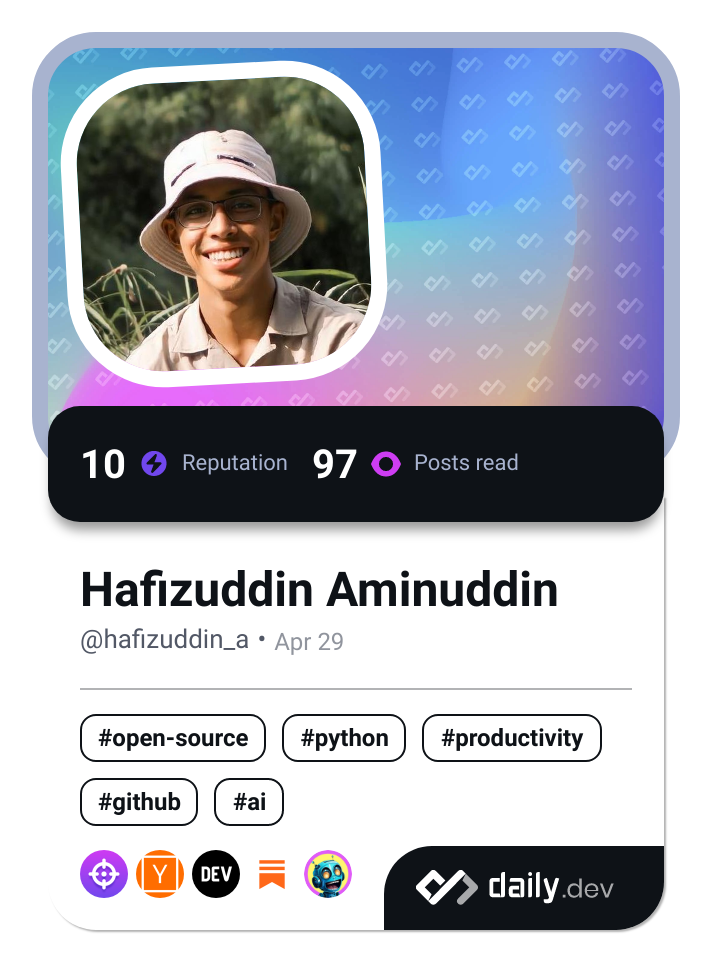 10 Reputation 97 Posts read
Hafizuddin Aminuddin
@hafizuddin_a • Apr 29
#open-source #python #productivity
#github #ai
Y DEV daily.dev